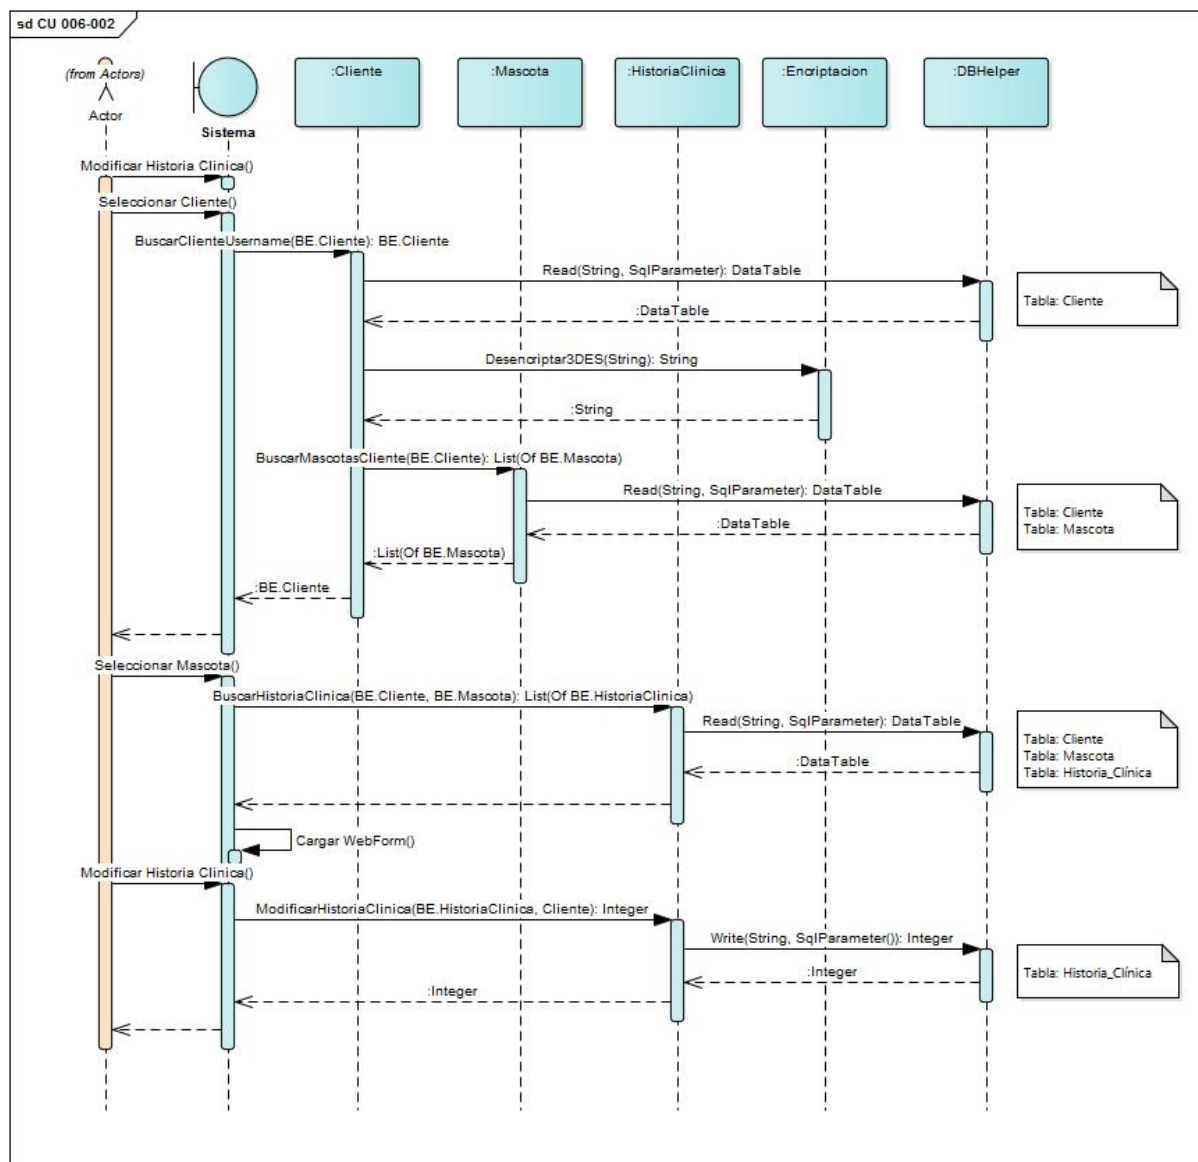 sd CU 006-002
(from Actors)
Actor
Sistema
:Cliente
:Mascota
:HistoriaClinica
:Encriptacion
:DBHelper
Modificar Historia Clinica()
Seleccionar Cliente()
BuscarClienteUsername(BE.Cliente): BE.Cliente
Read(String, SqlParameter): DataTable
Tabla: Cliente
:DataTable
Desencriptar3DES(String): String
:String
BuscarMascotasCliente(BE.Cliente): List(Of BE.Mascota)
Read(String, SqlParameter): DataTable
Tabla: Cliente
Tabla: Mascota
:DataTable
:List(Of BE.Mascota)
:BE.Cliente
Seleccionar Mascota()
BuscarHistoriaClinica(BE.Cliente, BE.Mascota): List(Of BE.HistoriaClinica)
Read(String, SqlParameter): DataTable
Tabla: Cliente
Tabla: Mascota
Tabla: Historia_Clínica
:DataTable
Cargar WebForm()
Modificar Historia Clinica()
ModificarHistoriaClinica(BE.HistoriaClinica, Cliente): Integer
Write(String, SqlParameter()): Integer
Tabla: Historia_Clínica
:Integer
:Integer